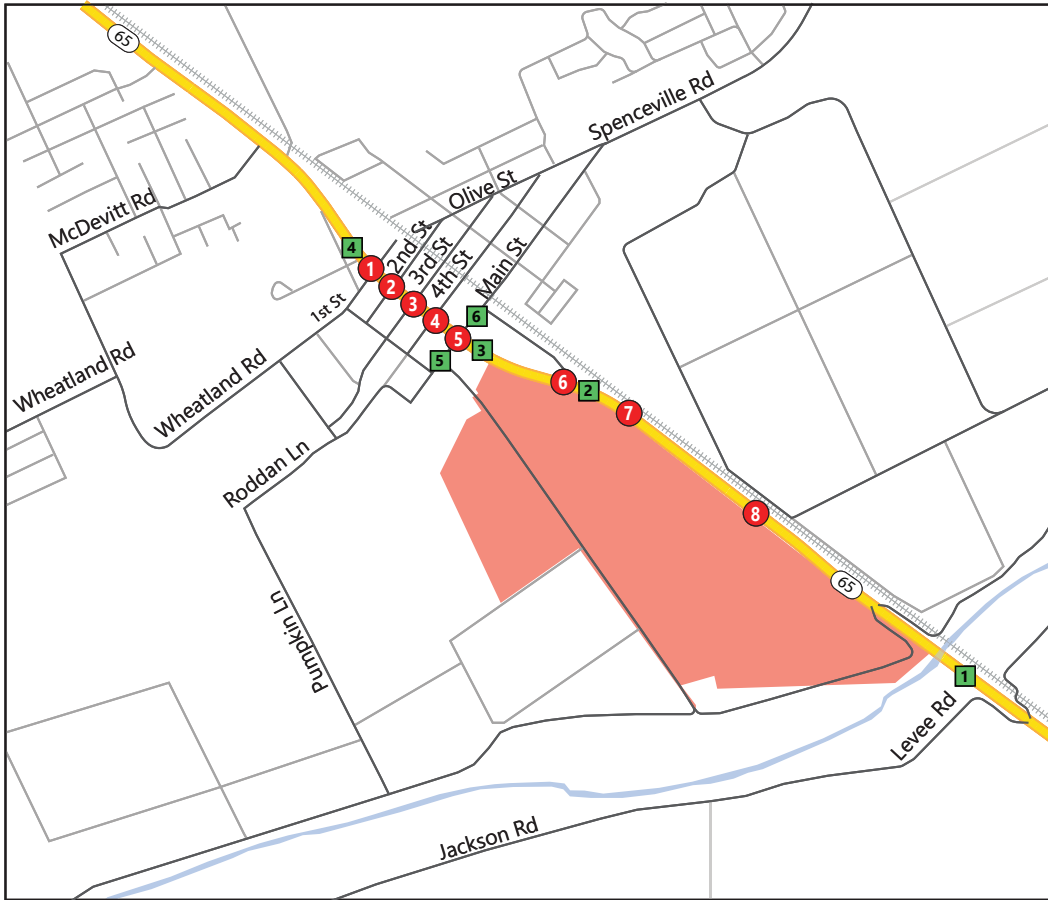 65
Spenceville Rd
Olive St
McDevitt Rd
2nd St
3rd St
4th St
Main St
4
1
2
3
4
5
6
3
5
1st St
Wheatland Rd
Wheatland Rd
6
2
7
Roddan Ln
8
65
Pumpkin Ln
1
Levee Rd
Jackson Rd